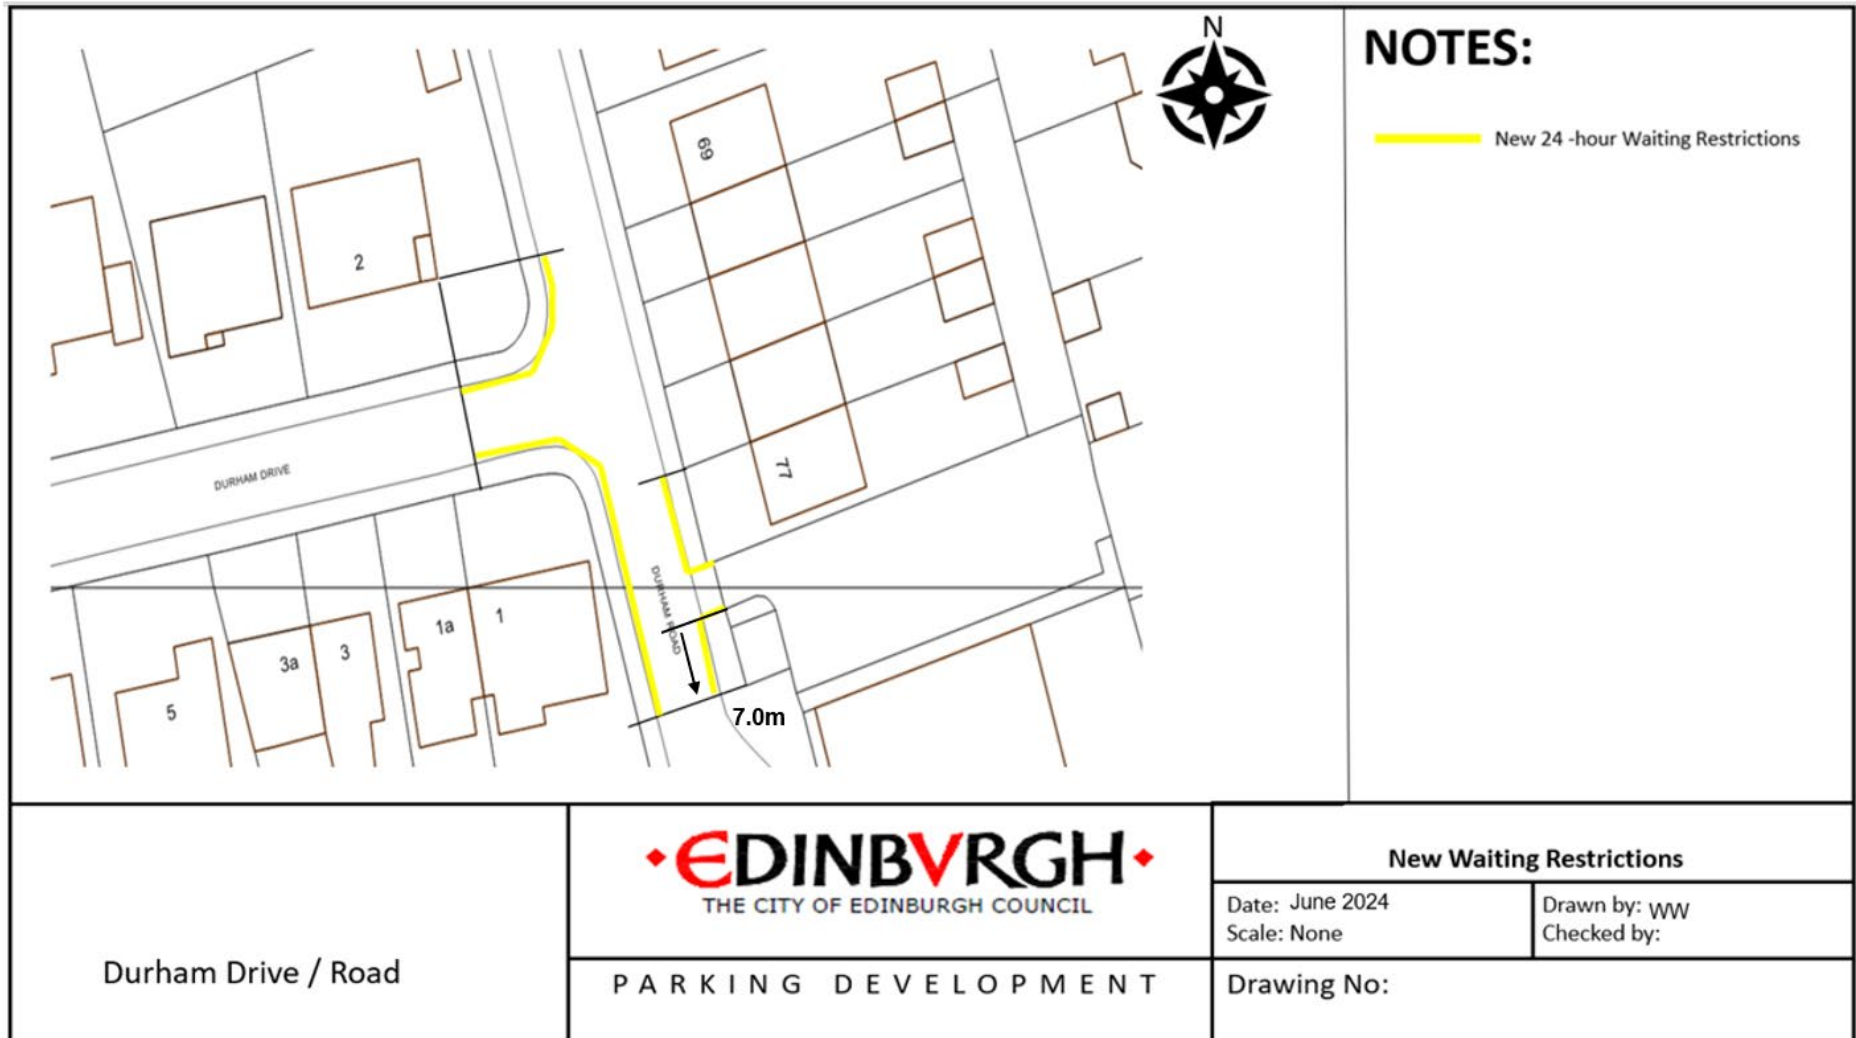 N
NOTES:
New 24 -hour Waiting Restrictions
69
2
77
DURHAM DRIVE
DURHAM ROAD
1a
1
3a
3
5
7.0m
Durham Drive / Road
EDINBVRGH
THE CITY OF EDINBURGH COUNCIL
PARKING DEVELOPMENT
New Waiting Restrictions
Date: June 2024
Scale: None
Drawn by: WW
Checked by:
Drawing No: